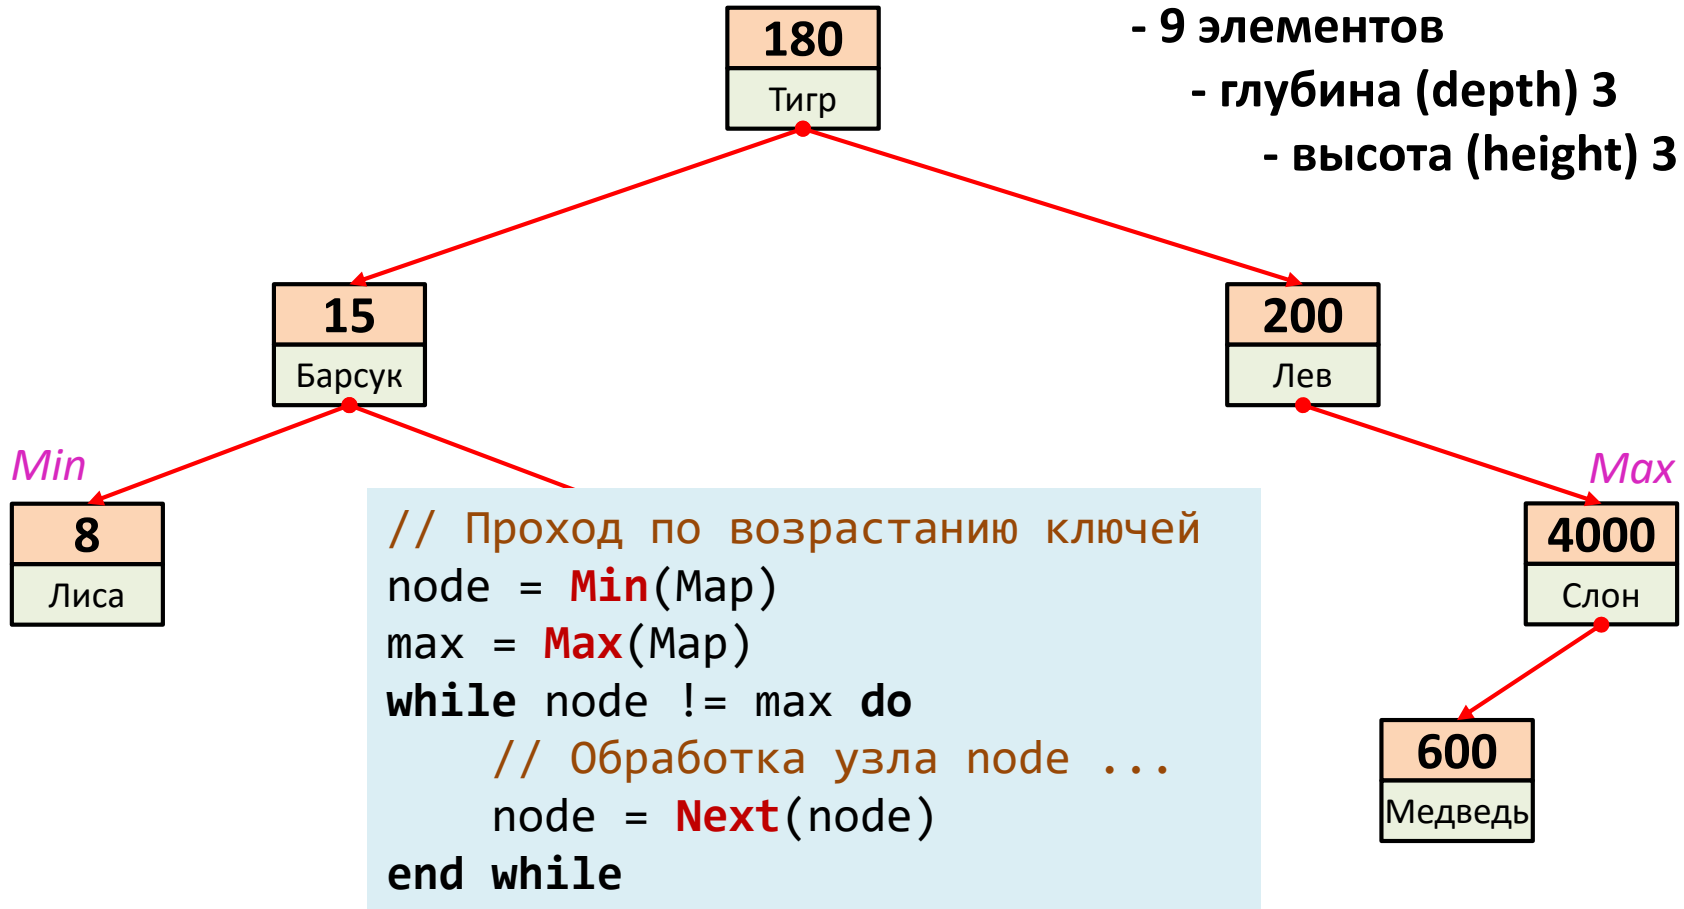 180
Тигр
- 9 элементов
- глубина (depth) 3
- высота (height) 3
15
Барсук
200
Лев
Min
8
Лиса
Max
4000
Слон
600
Медведь
// Проход по возрастанию ключей
node = Min(Map)
max = Max(Map)
while node != max do
// Обработка узла node ...
node = Next(node)
end while